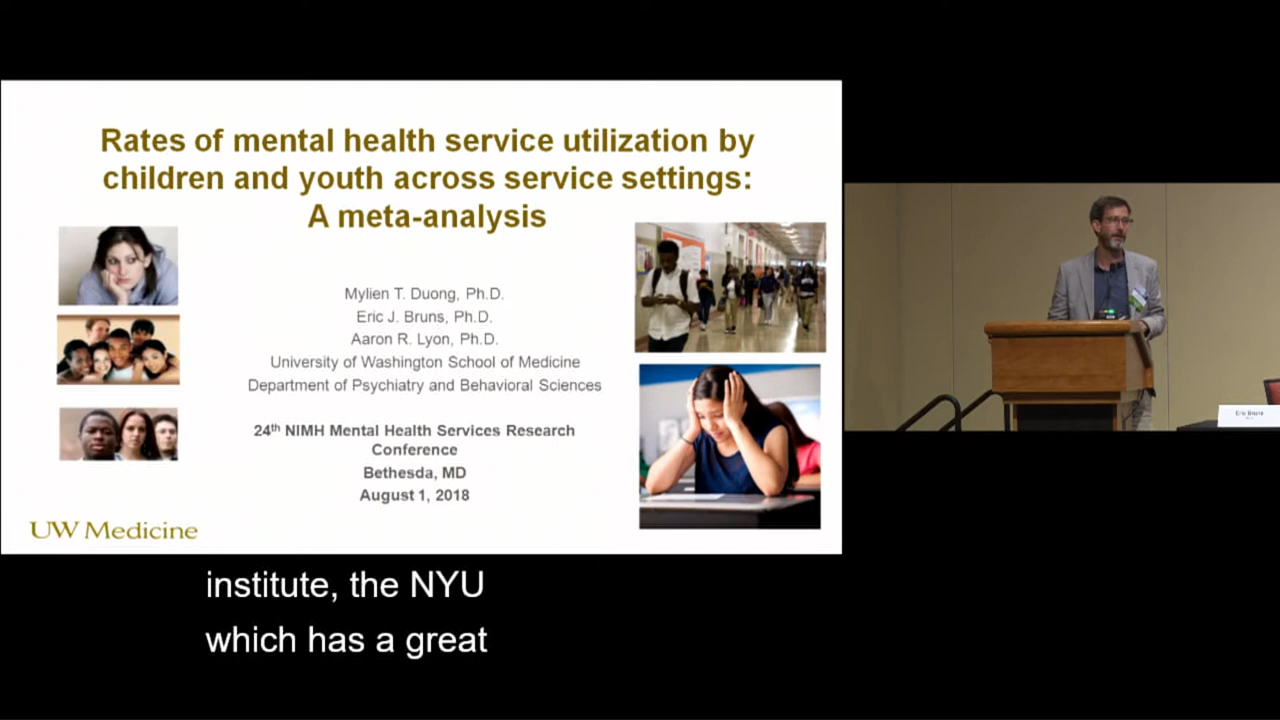 Rates of mental health service utilization by
children and youth across service settings:
A meta-analysis
Mylien T. Duong, Ph.D.
Eric J. Bruns, Ph.D.
Aaron R. Lyon, Ph.D.
University of Washington School of Medicine
Department of Psychiatry and Behavioral Sciences
24th NIMH Mental Health Services Research
Conference
Bethesda, MD
August 1, 2018
UW Medicine
Eric Bruns
institute, the NYU
which has a great